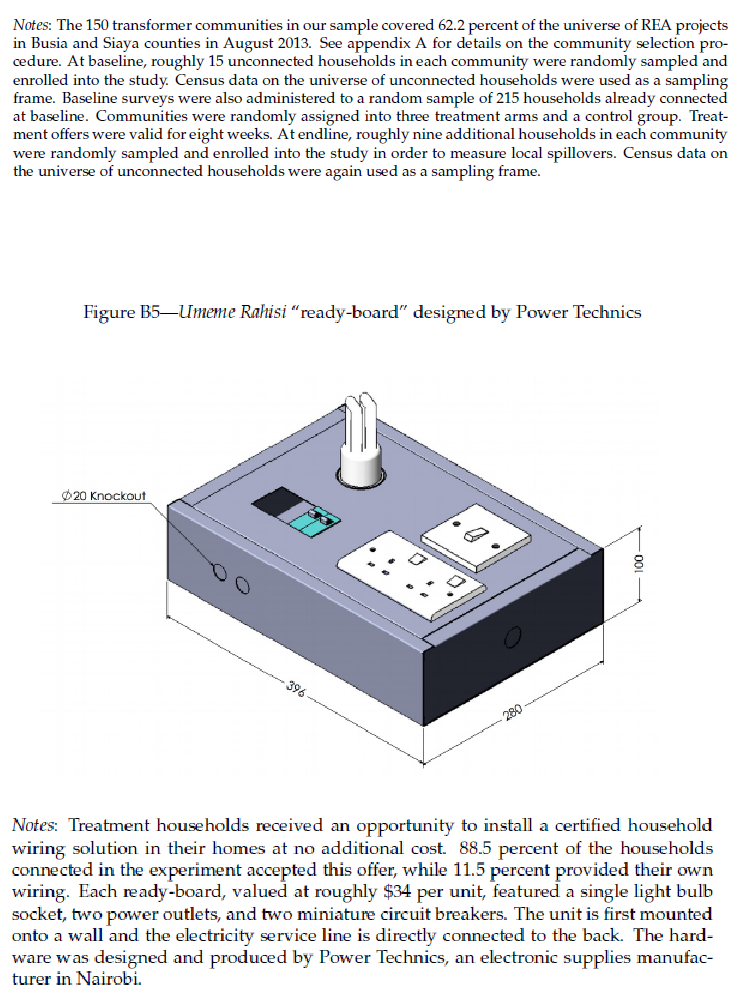 Notes: The 150 transformer communities in our sample covered 62.2 percent of the universe of REA projects
in Busia and Siaya counties in August 2013. See appendix A for details on the community selection pro-
cedure. At baseline, roughly 15 unconnected households in each community were randomly sampled and
enrolled into the study. Census data on the universe of unconnected households were used as a sampling
frame. Baseline surveys were also administered to a random sample of 215 households already connected
at baseline. Communities were randomly assigned into three treatment arms and a control group. Treat-
ment offers were valid for eight weeks. At endline, roughly nine additional households in each community
were randomly sampled and enrolled into the study in order to measure local spillovers. Census data on
the universe of unconnected households were again used as a sampling frame.
Figure B5—Umeme Rahisi “ready-board” designed by Power Technics
∅20 Knockout
100
396
280
Notes: Treatment households received an opportunity to install a certified household
wiring solution in their homes at no additional cost. 88.5 percent of the households
connected in the experiment accepted this offer, while 11.5 percent provided their own
wiring. Each ready-board, valued at roughly $34 per unit, featured a single light bulb
socket, two power outlets, and two miniature circuit breakers. The unit is first mounted
onto a wall and the electricity service line is directly connected to the back. The hard-
ware was designed and produced by Power Technics, an electronic supplies manufac-
turer in Nairobi.